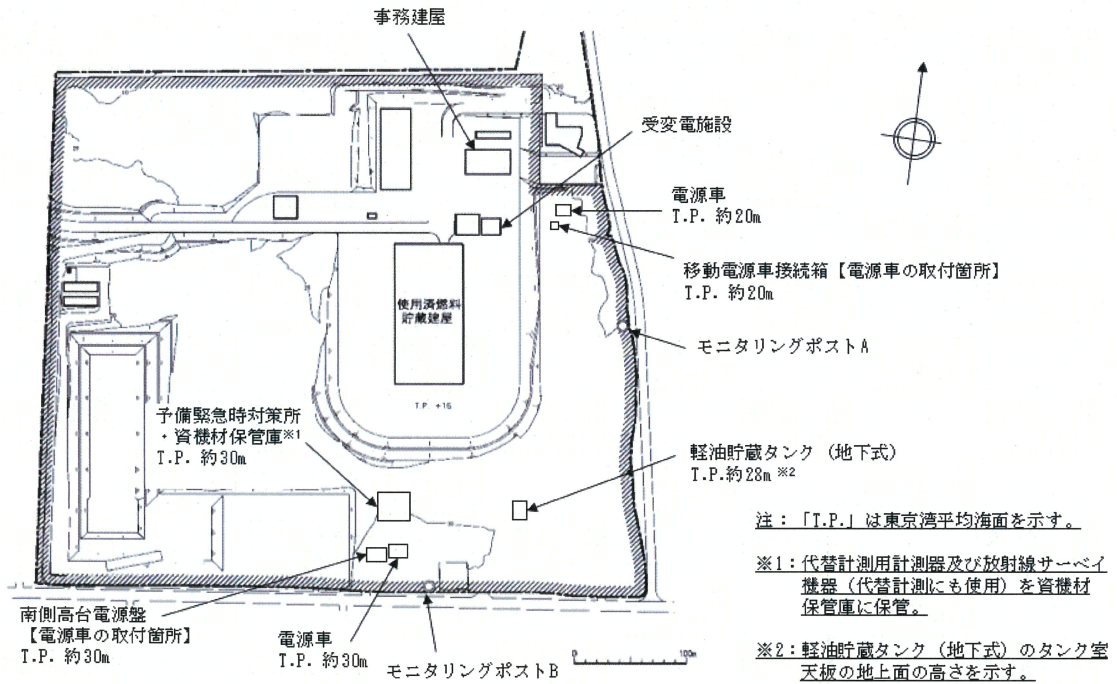 事務建屋
受変電施設
電源車
T.P. 約20m
移動電源車接続箱【電源車の取付箇所】
T.P. 約20m
使用済燃料
貯蔵建屋
モニタリングポストA
T.P. +16
予備緊急時対策所
・資機材保管庫※1
T.P. 約30m
軽油貯蔵タンク（地下式）
T.P.約28m ※2
注：「T.P.」は東京湾平均海面を示す。
※1：代替計測用計測器及び放射線サーベイ
機器（代替計測にも使用）を資機材
保管庫に保管。
※2：軽油貯蔵タンク（地下式）のタンク室
天板の地上面の高さを示す。
南側高台電源盤
【電源車の取付箇所】
T.P. 約30m
電源車
T.P. 約30m
モニタリングポストB
0
100m